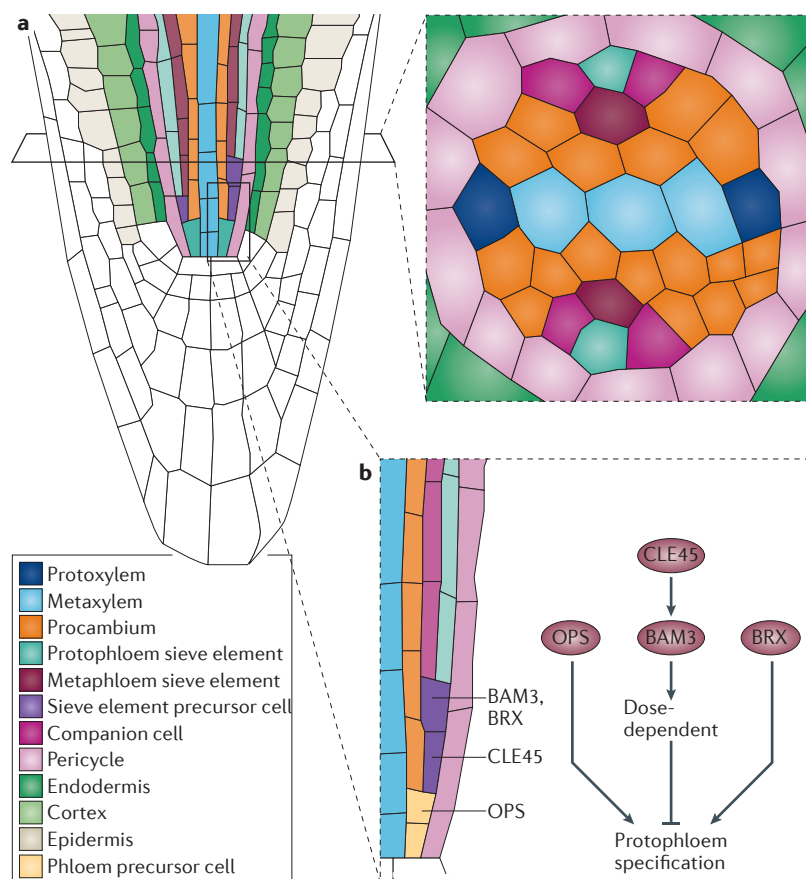 a
Protoxylem
Metaxylem
Procambium
Protophloem sieve element
Metaphloem sieve element
Sieve element precursor cell
Companion cell
Pericycle
Endodermis
Cortex
Epidermis
Phloem precursor cell
b
BAM3,
BRX
CLE45
OPS
CLE45
OPS
BAM3
BRX
Dose-
dependent
Protophloem
specification